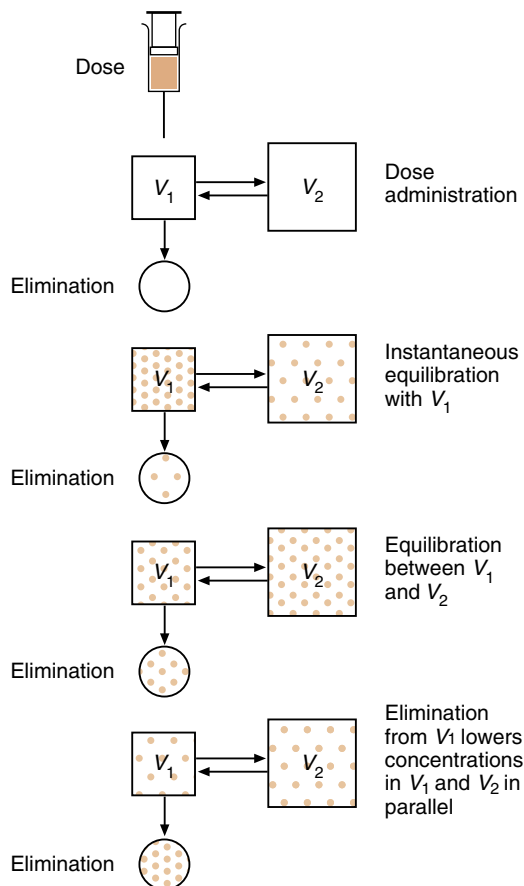 Dose
V1
V2
Dose
administration
Elimination
V1
V2
Instantaneous
equilibration
with V1
Elimination
V1
V2
Equilibration
between V1
and V2
Elimination
V1
V2
Elimination
from V1 lowers
concentrations
in V1 and V2 in
parallel
Elimination